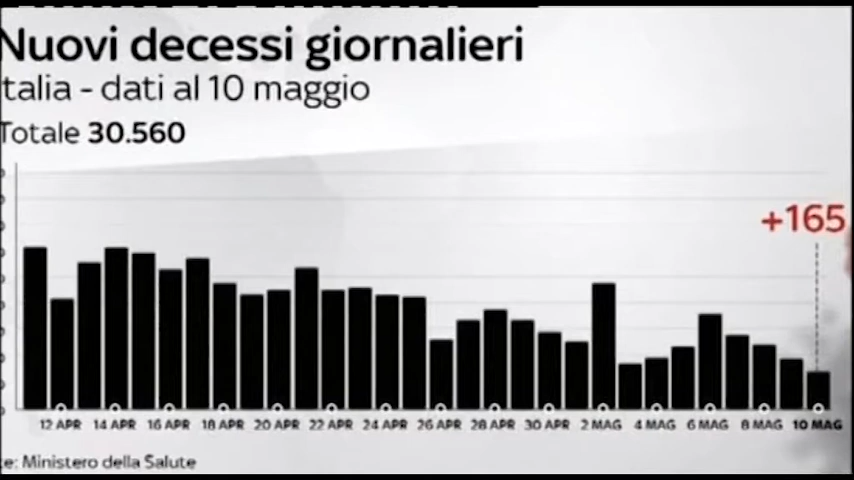 Nuovi decessi giornalieri
talia - dati al 10 maggio
Totale 30.560
+165
12 APR 14 APR 16 APR 18 APR 20 APR 22 APR 24 APR 26 APR 28 APR 30 APR 2 MAG 4 MAG 6 MAG 8 MAG 10 MAG
te: Ministero della Salute